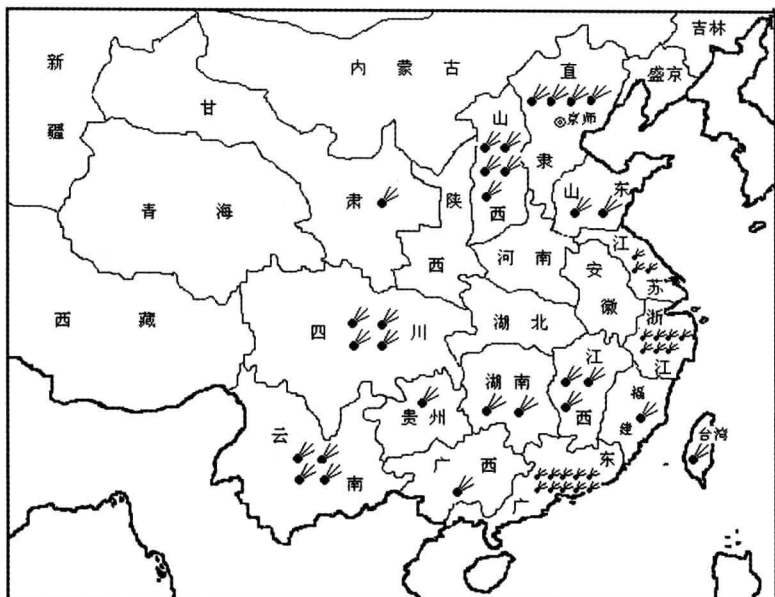 吉林
新疆
内蒙古
直隶
盛京
甘肃
山西
京师
青海
陕西
山东
河南
江苏
安徽
西藏
四川
湖北
浙江
湖南
江西
贵州
福建
云南
广西
广东
台湾